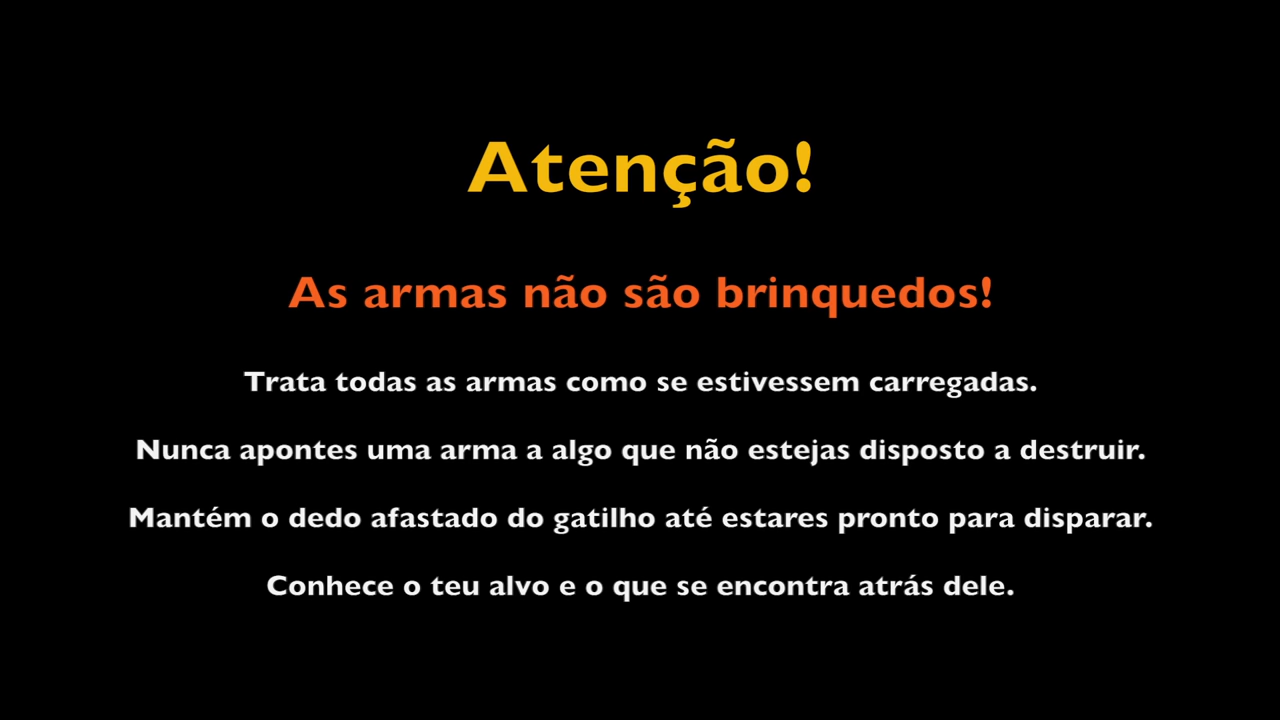 Atenção!
As armas não são brinquedos!
Trata todas as armas como se estivessem carregadas.
Nunca apontes uma arma a algo que não estejas disposto a destruir.
Mantém o dedo afastado do gatilho até estares pronto para disparar.
Conhece o teu alvo e o que se encontra atrás dele.